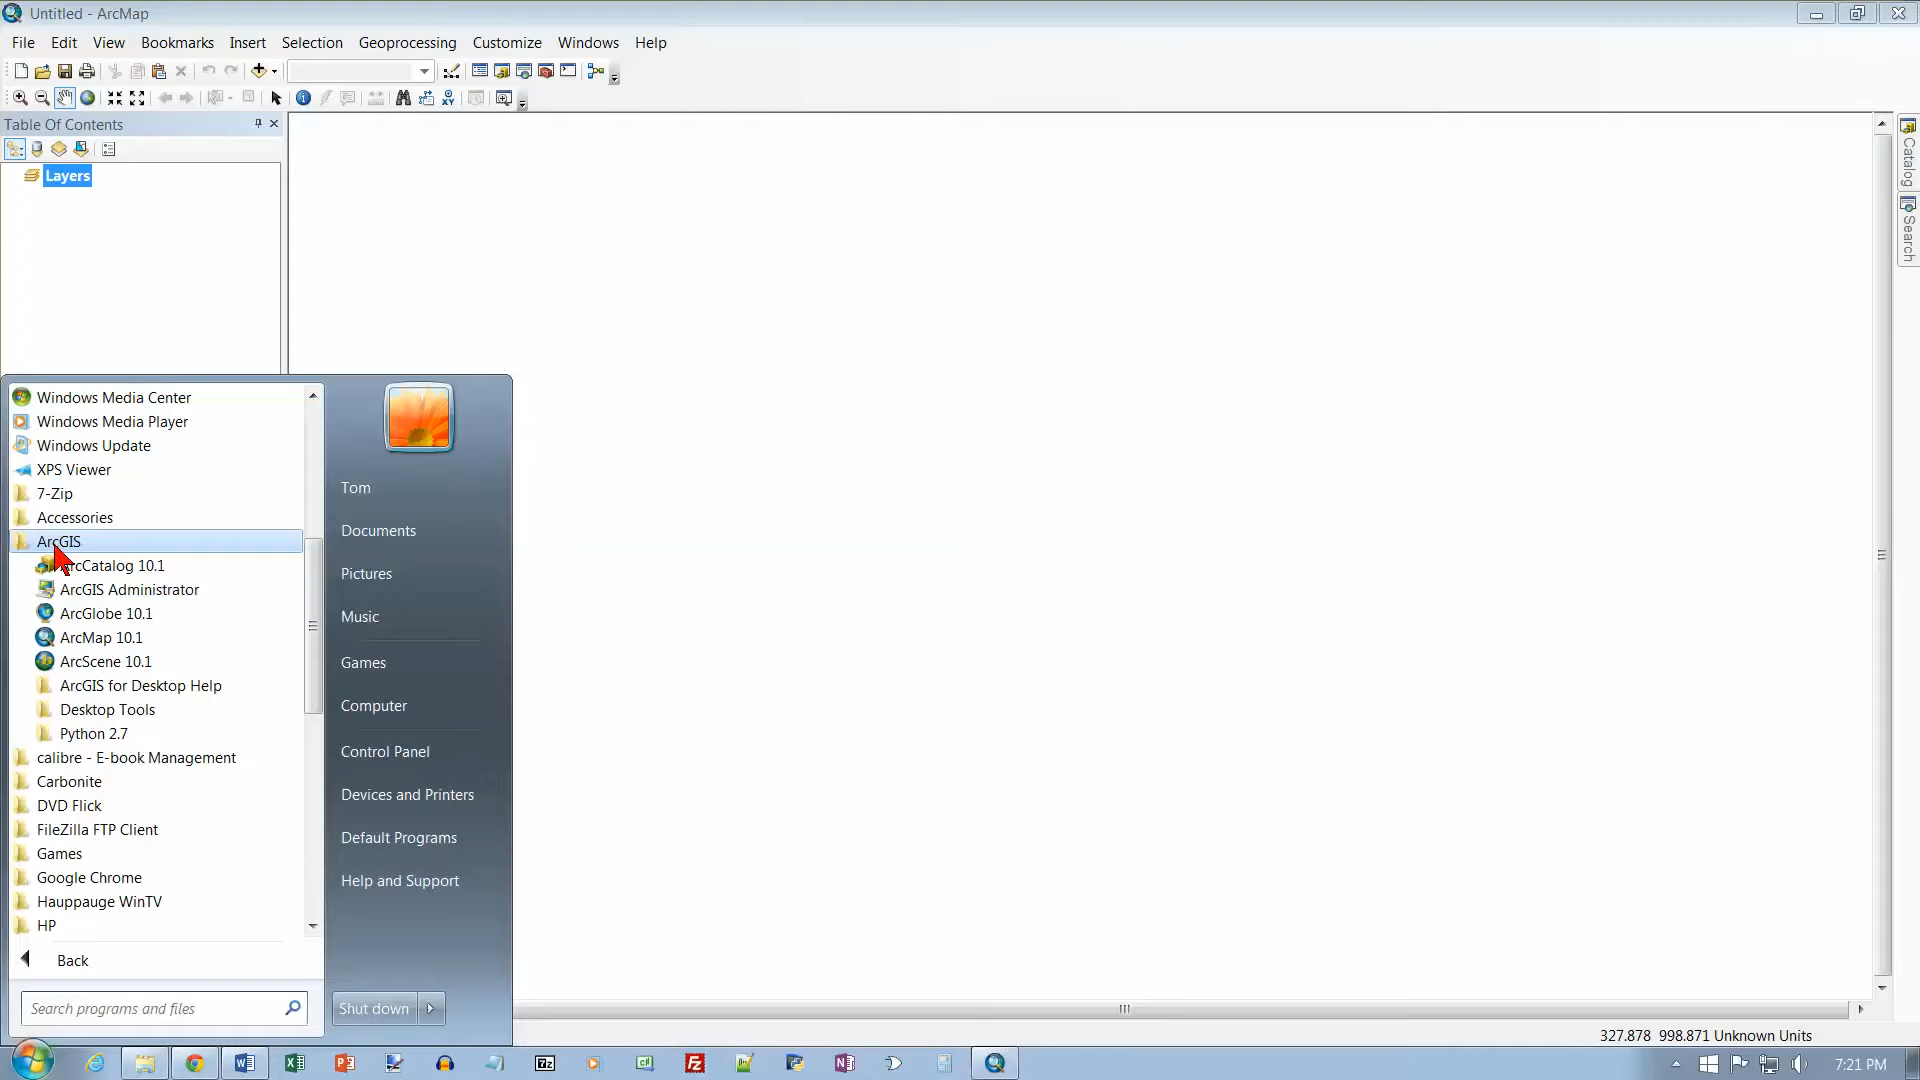 Untitled - ArcMap
File Edit View Bookmarks Insert Selection Geoprocessing Customize Windows Help
Table Of Contents
Layers
Catalog
Search
Windows Media Center
Windows Media Player
Windows Update
XPS Viewer
7-Zip
Accessories
ArcGIS
rcCatalog 10.1
ArcGIS Administrator
ArcGlobe 10.1
ArcMap 10.1
ArcScene 10.1
ArcGIS for Desktop Help
Desktop Tools
Python 2.7
calibre - E-book Management
Carbonite
DVD Flick
FileZilla FTP Client
Games
Google Chrome
Hauppauge WinTV
HP
Back
Search programs and files
Tom
Documents
Pictures
Music
Games
Computer
Control Panel
Devices and Printers
Default Programs
Help and Support
Shut down
327.878 998.871 Unknown Units
7:21 PM